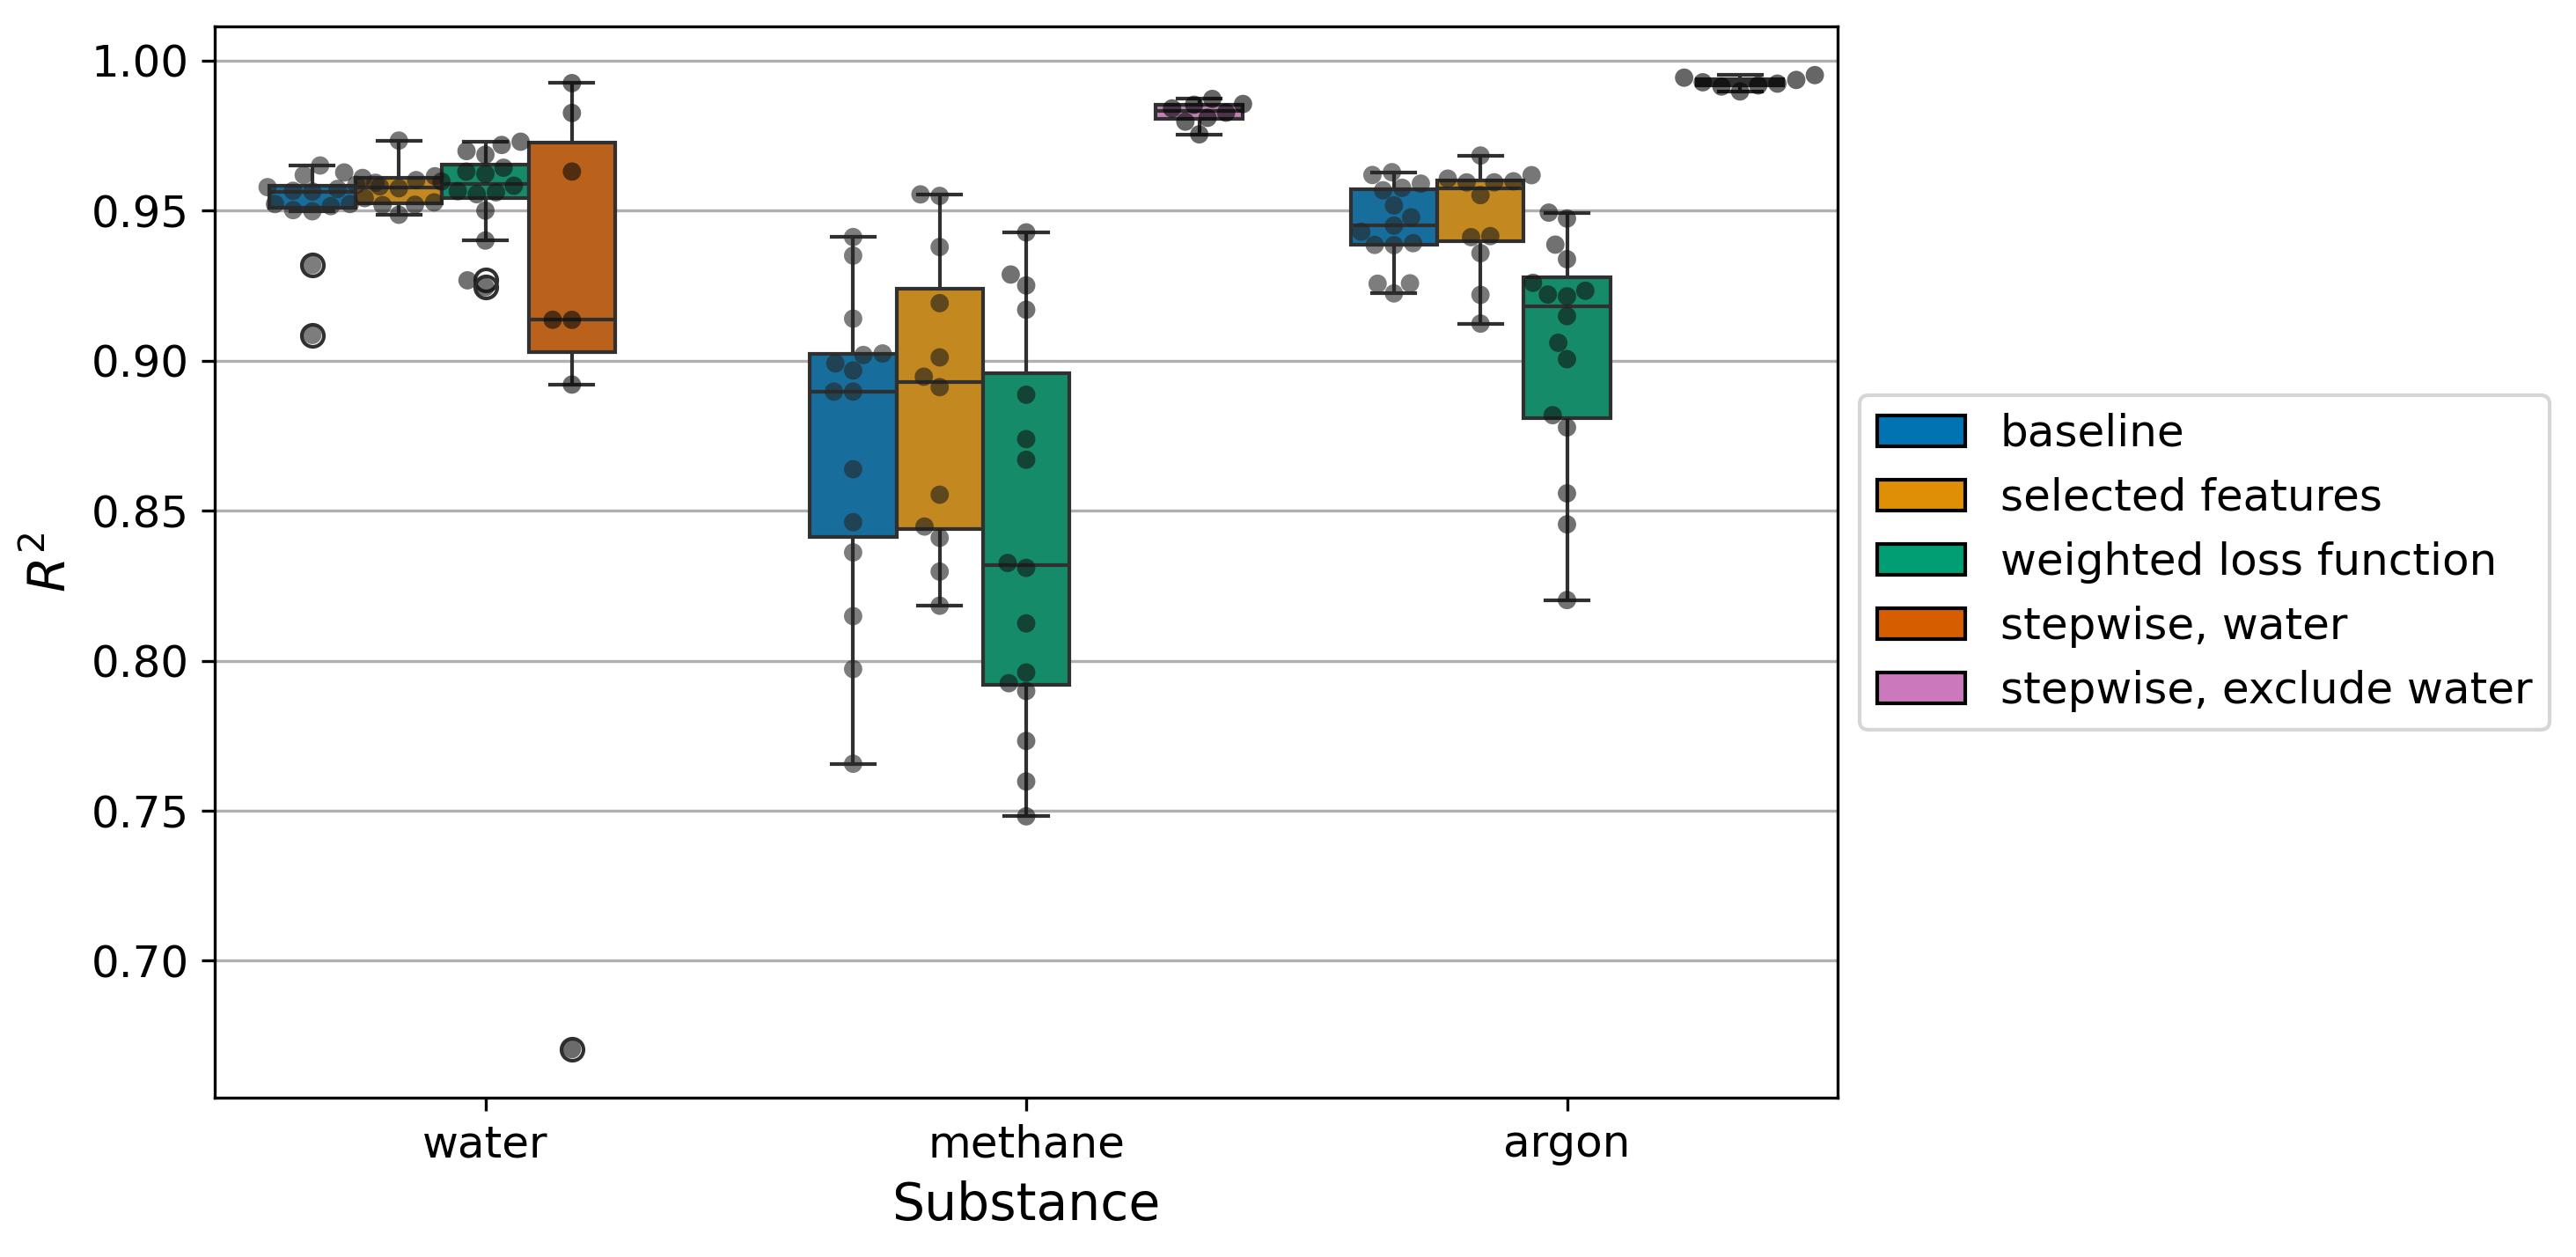 1.00
0.95
0.90
0.85
0.80
0.75
0.70
R²
water
methane
argon
Substance
baseline
selected features
weighted loss function
stepwise, water
stepwise, exclude water